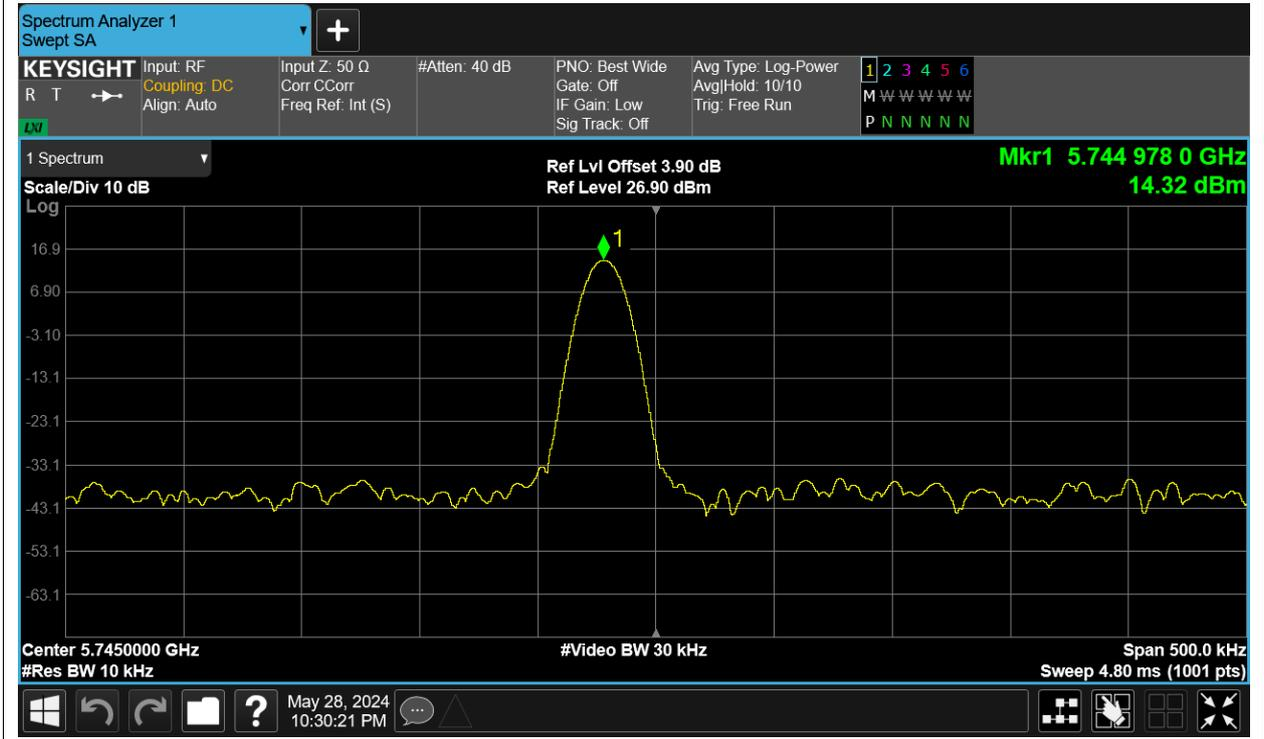 Spectrum Analyzer 1
Swept SA
+
KEYSIGHT
R T
LXI
Input: RF
Coupling: DC
Align: Auto
Input Z: 50 Ω
Corr CCorr
Freq Ref: Int (S)
#Atten: 40 dB
PNO: Best Wide
Gate: Off
IF Gain: Low
Sig Track: Off
Avg Type: Log-Power
Avg|Hold: 10/10
Trig: Free Run
1 2 3 4 5 6
M W W W W W
P N N N N N
1 Spectrum
Scale/Div 10 dB
Log
Ref Lvl Offset 3.90 dB
Ref Level 26.90 dBm
Mkr1 5.744 978 0 GHz
14.32 dBm
1
16.9
6.90
-3.10
-13.1
-23.1
-33.1
-43.1
-53.1
-63.1
Center 5.7450000 GHz
#Res BW 10 kHz
#Video BW 30 kHz
Span 500.0 kHz
Sweep 4.80 ms (1001 pts)
?
May 28, 2024
10:30:21 PM